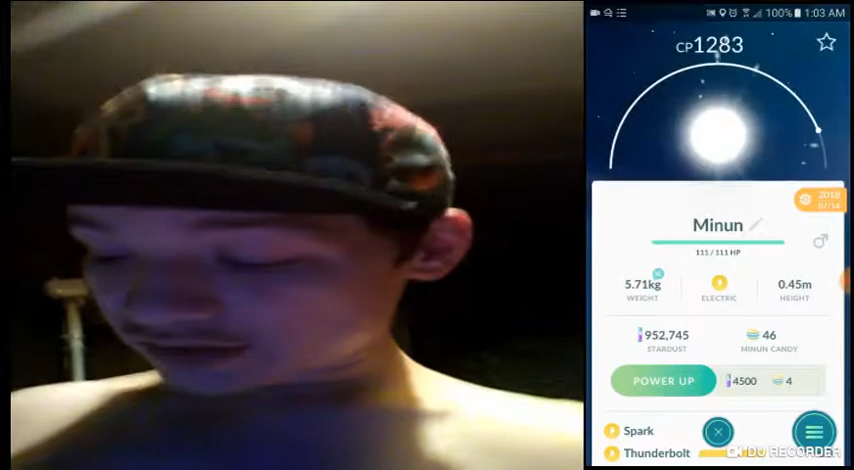 100% 1:03 AM
CP1283
2018
07/14
Minun
111 / 111 HP
5.71kg XL ELECTRIC 0.45m
WEIGHT HEIGHT
952,745 46
STARDUST MINUN CANDY
POWER UP 4500 4
Spark
Thunderbolt
DU RECORDER